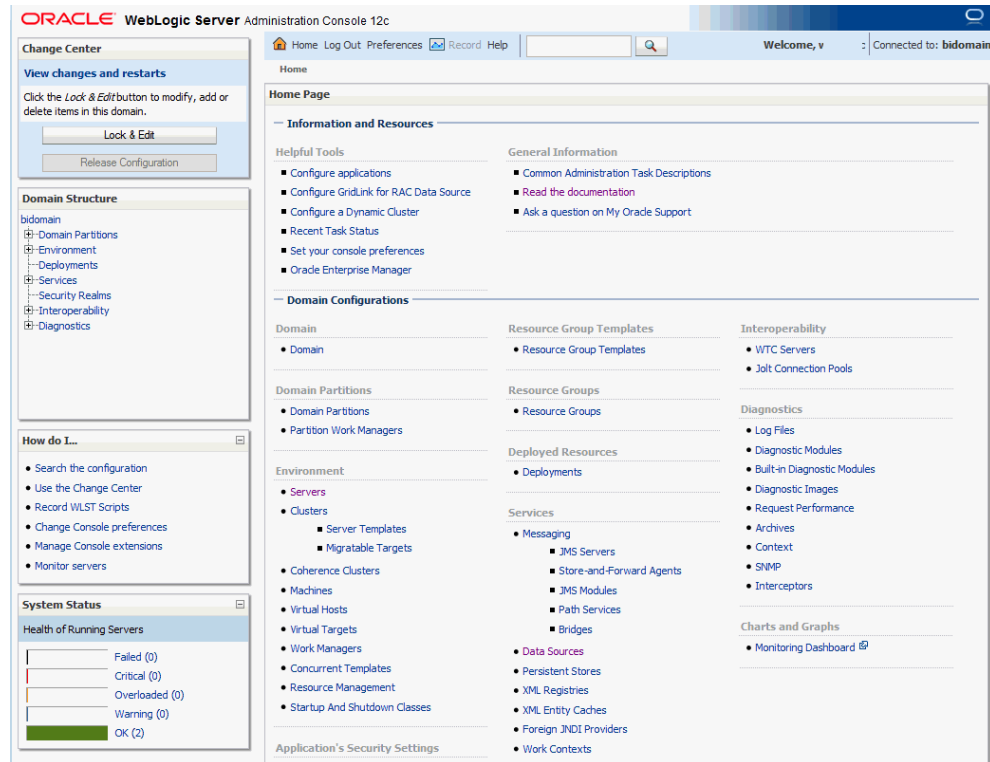 ORACLE WebLogic Server Administration Console 12c
Change Center
View changes and restarts
Click the Lock & Edit button to modify, add or
delete items in this domain.
Lock & Edit
Release Configuration
Domain Structure
bidomain
Domain Partitions
Environment
Deployments
Services
Security Realms
Interoperability
Diagnostics
How do I...
Search the configuration
Use the Change Center
Record WLST Scripts
Change Console preferences
Manage Console extensions
Monitor servers
System Status
Health of Running Servers
Failed (0)
Critical (0)
Overloaded (0)
Warning (0)
OK (2)
Home Log Out Preferences Record Help
Welcome, v : Connected to: bidomain
Home
Home Page
Information and Resources
Helpful Tools
Configure applications
Configure GridLink for RAC Data Source
Configure a Dynamic Cluster
Recent Task Status
Set your console preferences
Oracle Enterprise Manager
General Information
Common Administration Task Descriptions
Read the documentation
Ask a question on My Oracle Support
Domain Configurations
Domain
Domain
Domain Partitions
Domain Partitions
Partition Work Managers
Environment
Servers
Clusters
Server Templates
Migratable Targets
Coherence Clusters
Machines
Virtual Hosts
Virtual Targets
Work Managers
Concurrent Templates
Resource Management
Startup And Shutdown Classes
Application's Security Settings
Resource Group Templates
Resource Group Templates
Resource Groups
Resource Groups
Deployed Resources
Deployments
Services
Messaging
JMS Servers
Store-and-Forward Agents
JMS Modules
Path Services
Bridges
Data Sources
Persistent Stores
XML Registries
XML Entity Caches
Foreign JNDI Providers
Work Contexts
Interoperability
WTC Servers
Jolt Connection Pools
Diagnostics
Log Files
Diagnostic Modules
Built-in Diagnostic Modules
Diagnostic Images
Request Performance
Archives
Context
SNMP
Interceptors
Charts and Graphs
Monitoring Dashboard